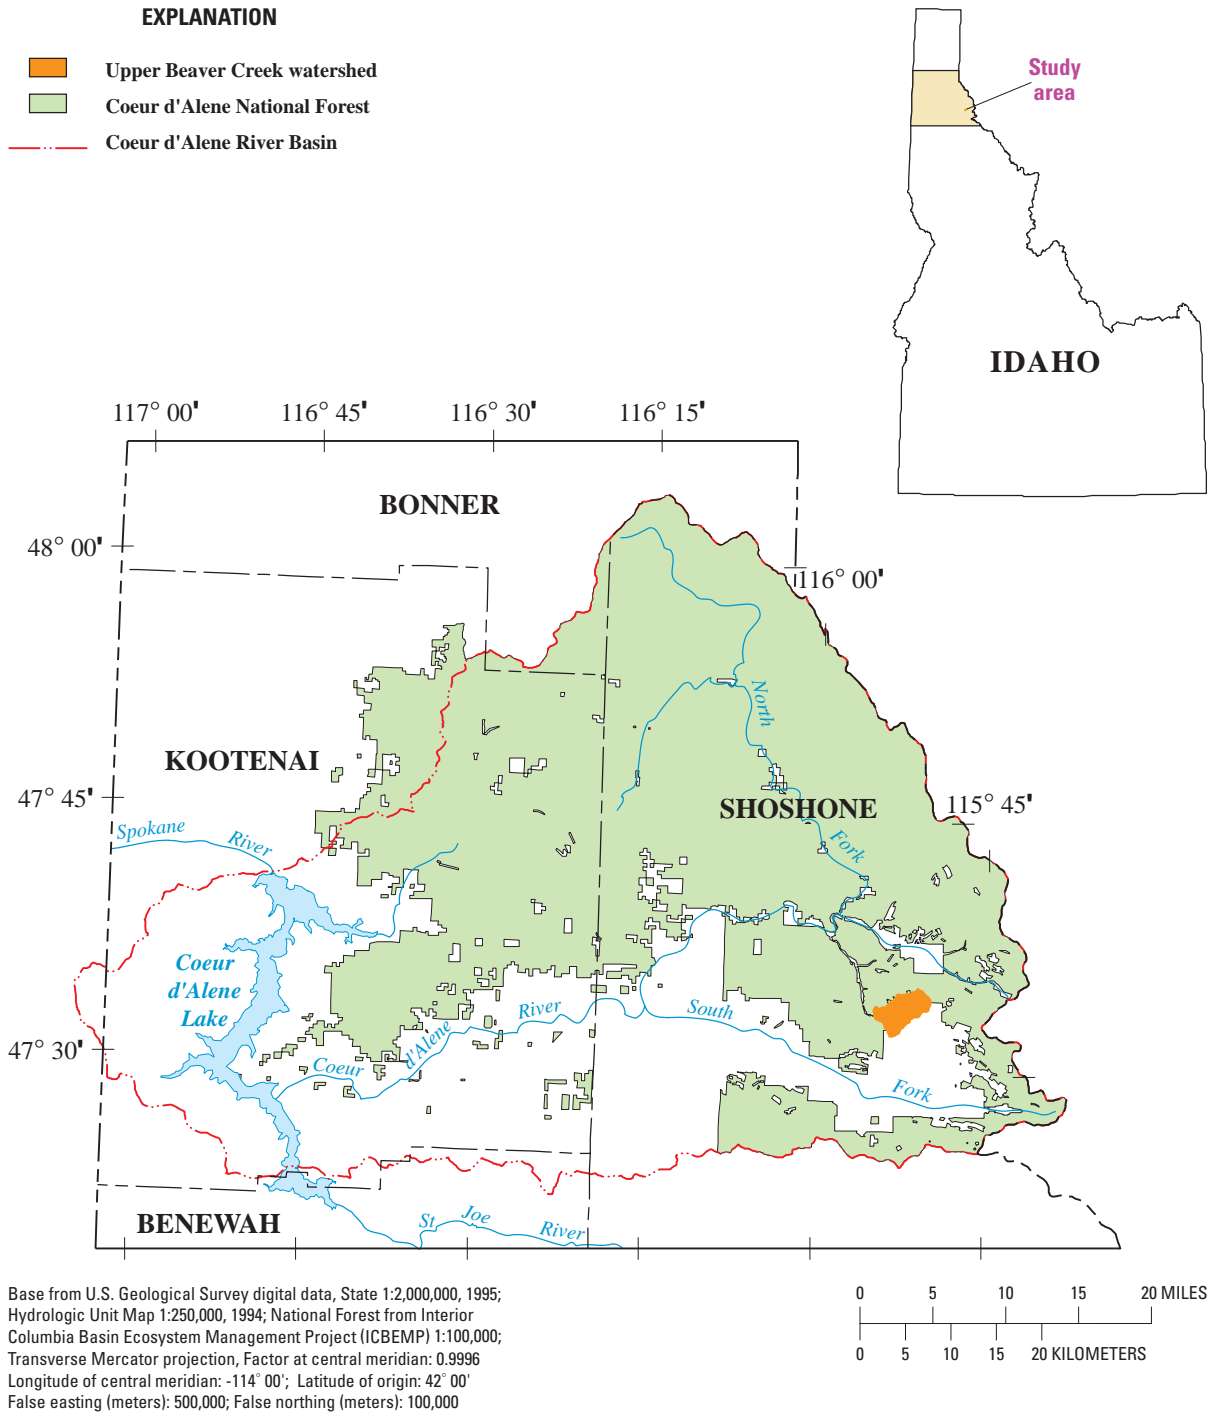 EXPLANATION
Upper Beaver Creek watershed
Coeur d'Alene National Forest
Coeur d'Alene River Basin
Study
area
IDAHO
117° 00'
116° 45'
116° 30'
116° 15'
BONNER
48° 00'
116° 00'
North
KOOTENAI
47° 45'
SHOSHONE
115° 45'
Spokane
River
Fork
Coeur
d'Alene
Lake
River
South
47° 30'
d'Alene
Coeur
Fork
BENEWAH
St
Joe
River
Base from U.S. Geological Survey digital data, State 1:2,000,000, 1995;
Hydrologic Unit Map 1:250,000, 1994; National Forest from Interior
Columbia Basin Ecosystem Management Project (ICBEMP) 1:100,000;
Transverse Mercator projection, Factor at central meridian: 0.9996
Longitude of central meridian: -114° 00'; Latitude of origin: 42° 00'
False easting (meters): 500,000; False northing (meters): 100,000
0 5 10 15 20 MILES
0 5 10 15 20 KILOMETERS